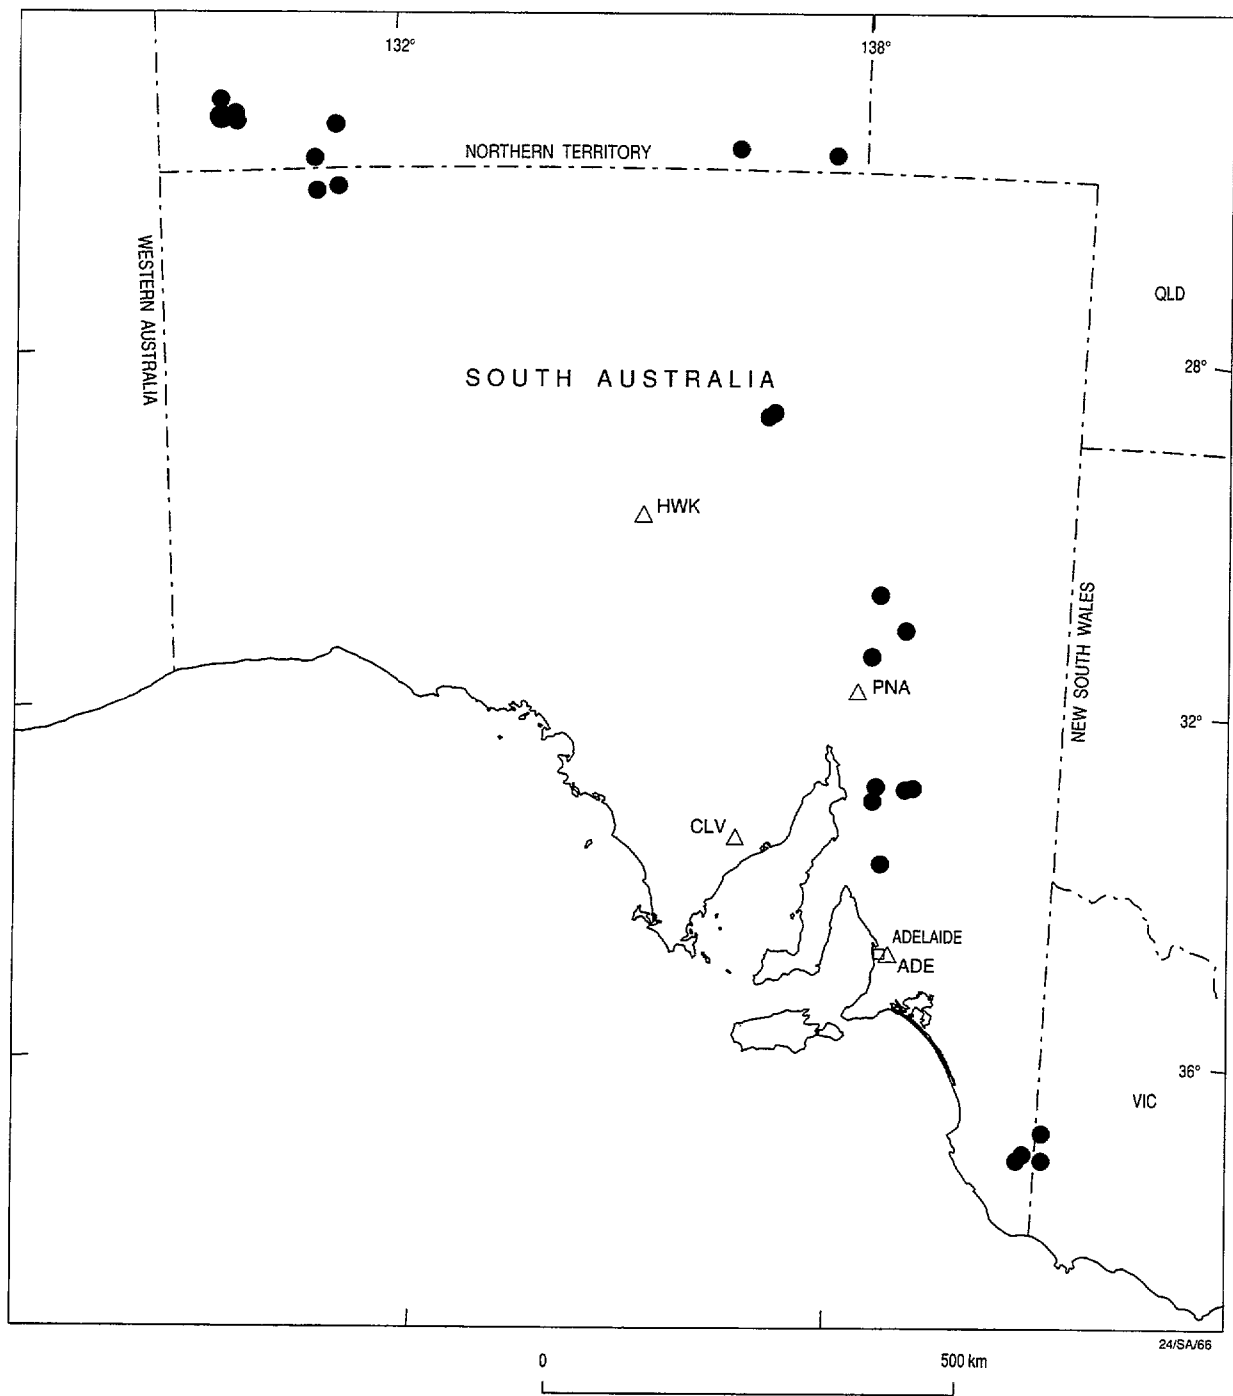 132°
138°
NORTHERN TERRITORY
WESTERN AUSTRALIA
QLD
SOUTH AUSTRALIA
28°
HWK
NEW SOUTH WALES
PNA
32°
CLV
ADELAIDE
ADE
36°
VIC
24/SA/66
0
500 km